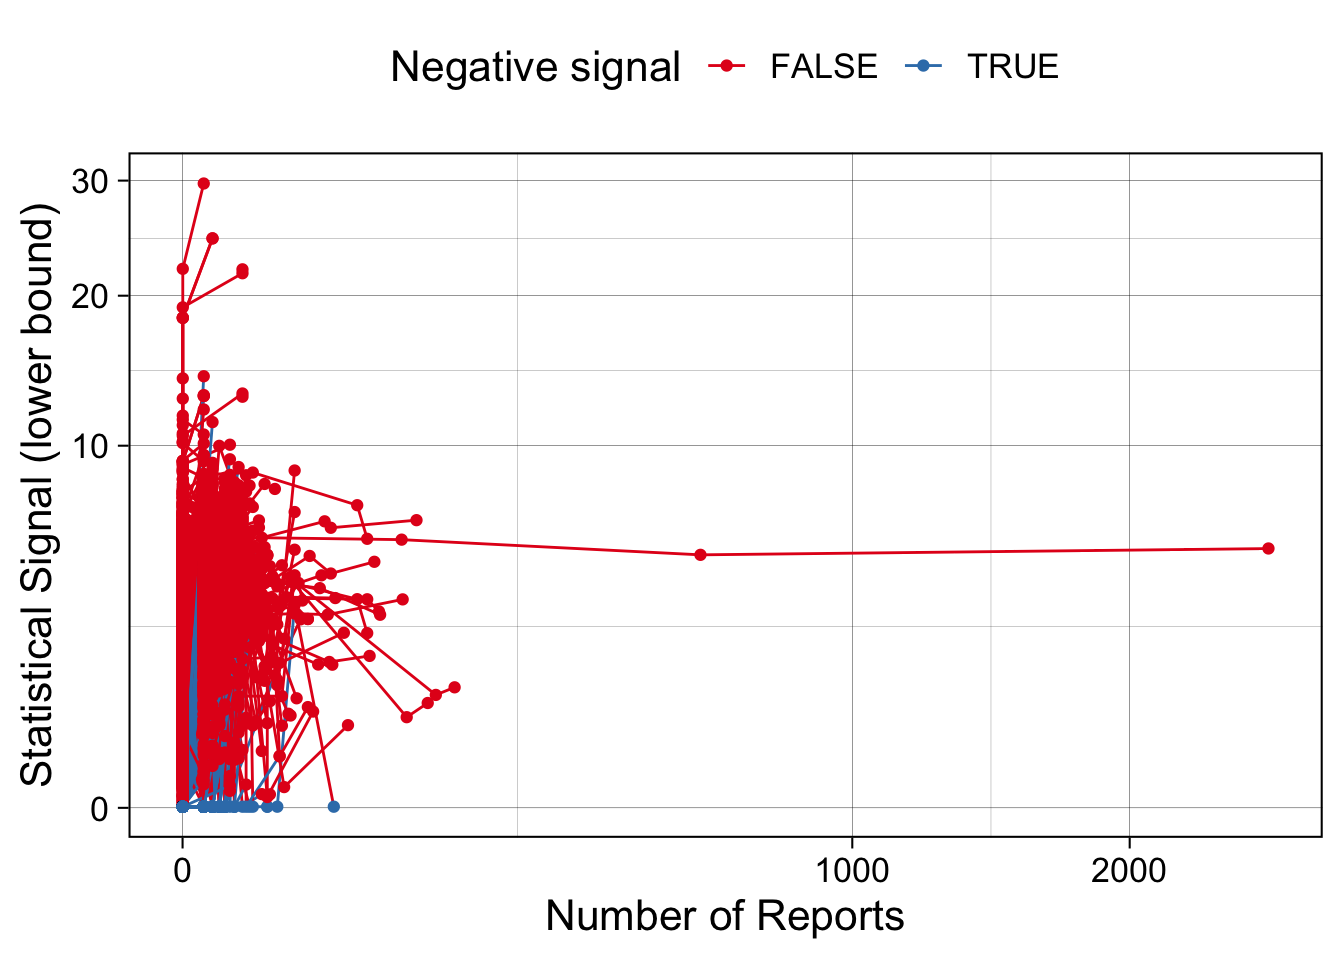 Negative signal FALSE TRUE
30
20
10
0
Statistical Signal (lower bound)
0 1000 2000
Number of Reports